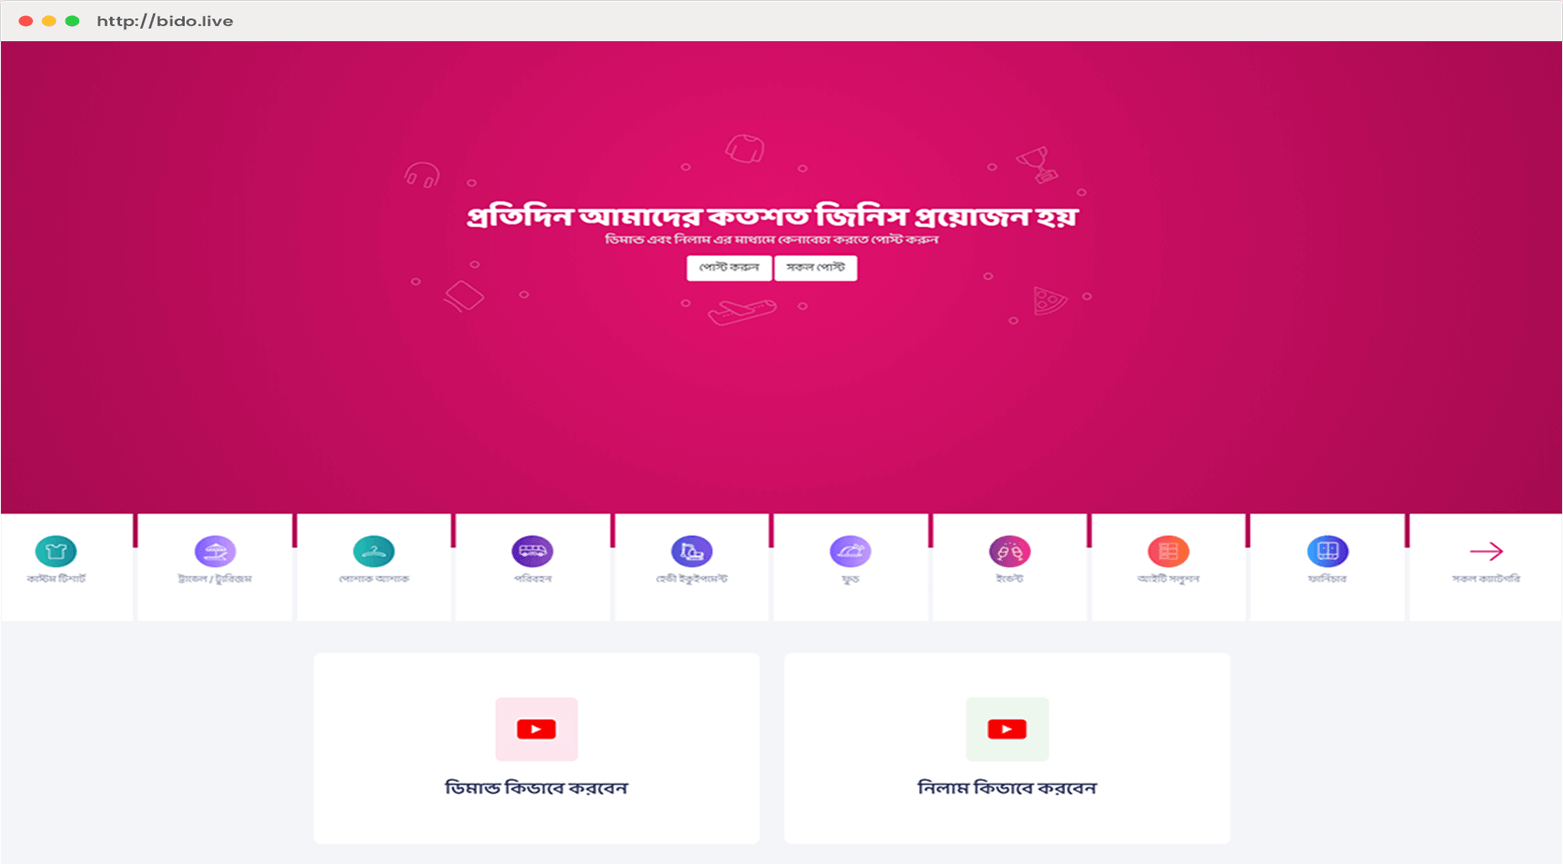 http://bido.live
প্রতিদিন আমাদের কতশত জিনিস প্রয়োজন হয়
ডিমান্ড এবং নিলাম এর মাধ্যমে কেনাবেচা করতে পোস্ট করুন
পোস্ট করুন সকল পোস্ট
কাস্টম টিশার্ট ট্রাভেল / ট্যুরিজম পোশাক আশাক পরিবহন হেভী ইকুইপমেন্ট ফুড ইভেন্ট আইটি সলুশন ফার্নিচার সকল ক্যাটেগরি
ডিমান্ড কিভাবে করবেন নিলাম কিভাবে করবেন